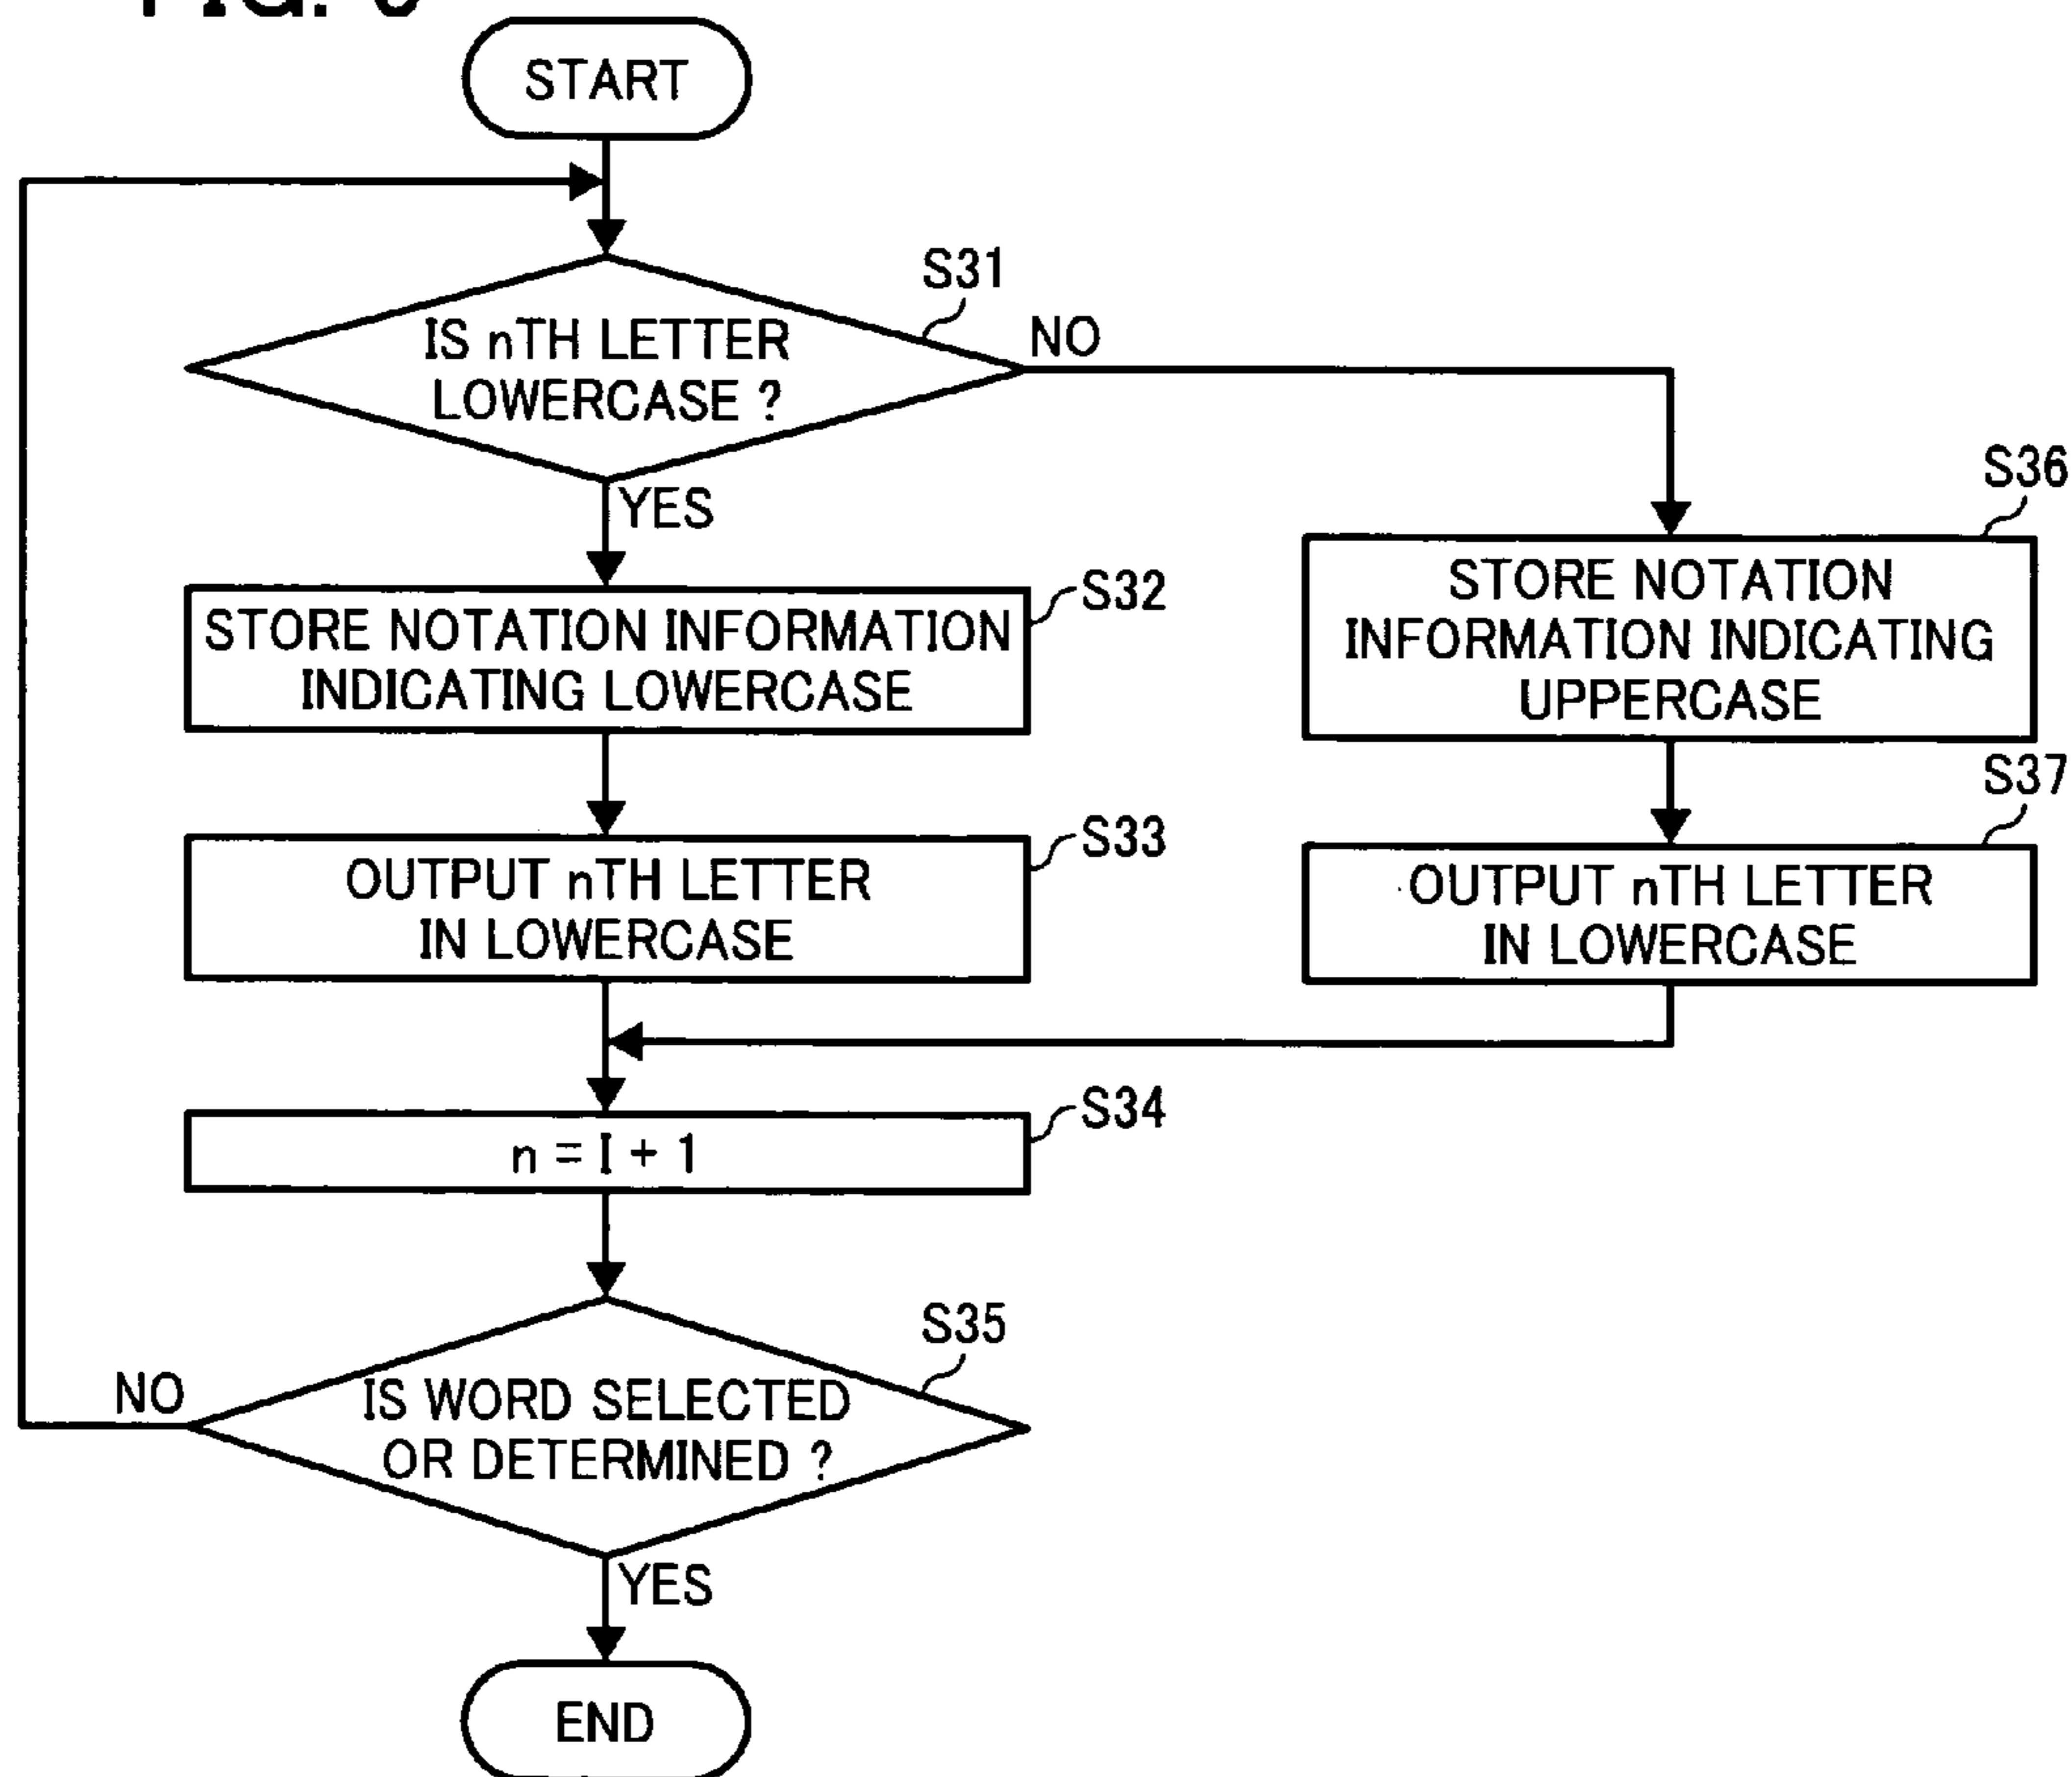 START
S31
IS nTH LETTER
LOWERCASE ?
NO
YES
S32
STORE NOTATION INFORMATION
INDICATING LOWERCASE
S36
STORE NOTATION
INFORMATION INDICATING
UPPERCASE
S33
OUTPUT nTH LETTER
IN LOWERCASE
S37
OUTPUT nTH LETTER
IN LOWERCASE
S34
n = I + 1
S35
IS WORD SELECTED
OR DETERMINED ?
NO
YES
END